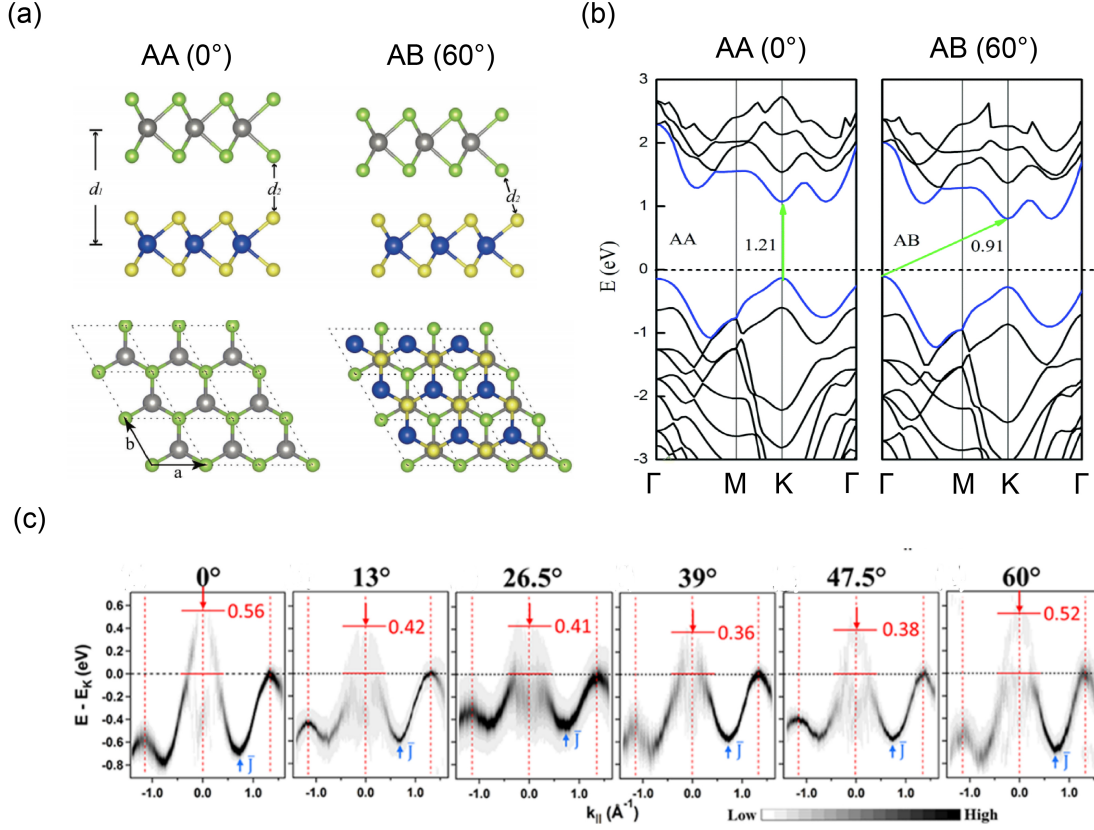 (a)
AA (0°)
AB (60°)
d1
d2
d2
b
a
(b)
AA (0°)
AB (60°)
E (eV)
3
2
1
0
-1
-2
-3
AA
1.21
AB
0.91
Γ M K Γ
Γ M K Γ
(c)
0° 13° 26.5° 39° 47.5° 60°
E - EK (eV)
0.6
0.4
0.2
0.0
-0.2
-0.4
-0.6
-0.8
0.56
0.42
0.41
0.36
0.38
0.52
J̄
J̄
J̄
J̄
J̄
J̄
-1.0 0.0 1.0
-1.0 0.0 1.0
-1.0 0.0 1.0
-1.0 0.0 1.0
-1.0 0.0 1.0
-1.0 0.0 1.0
k|| (Å⁻¹)
Low
High